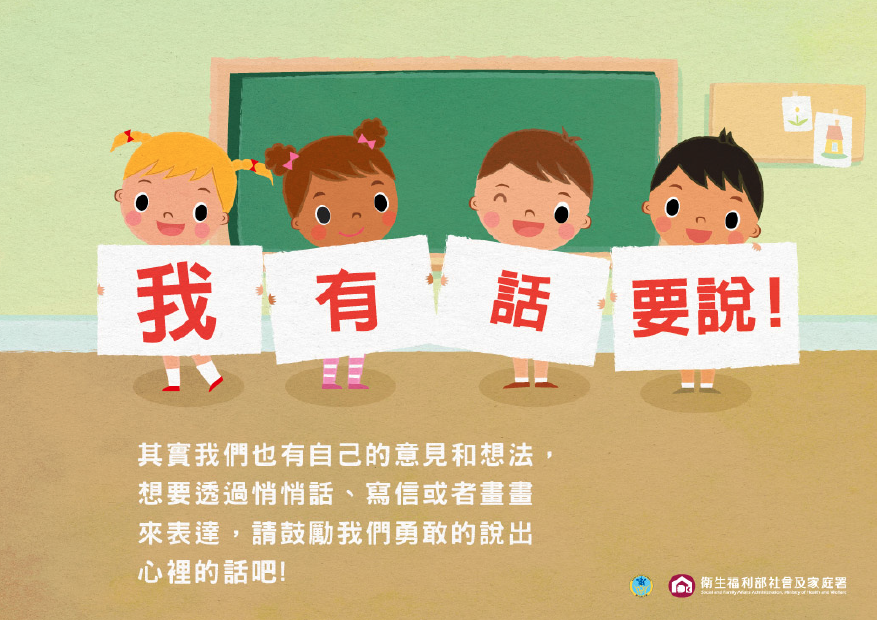 我有話要說!
其實我們也有自己的意見和想法，
想要透過悄悄話、寫信或者畫畫
來表達，請鼓勵我們勇敢的說出
心裡的話吧!
衛生福利部社會及家庭署
Social and Family Affairs Administration, Ministry of Health and Welfare